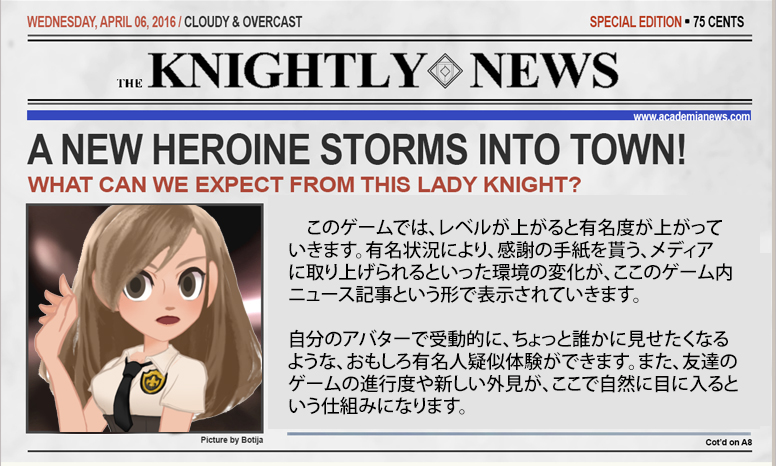 WEDNESDAY, APRIL 06, 2016 / CLOUDY & OVERCAST
SPECIAL EDITION ▪ 75 CENTS
THE KNIGHTLY NEWS
www.academianews.com
A NEW HEROINE STORMS INTO TOWN!
WHAT CAN WE EXPECT FROM THIS LADY KNIGHT?
このゲームでは、レベルが上がると有名度が上がって
いきます。有名状況により、感謝の手紙を貰う、メディア
に取り上げられるといった環境の変化が、ここのゲーム内
ニュース記事という形で表示されていきます。
自分のアバターで受動的に、ちょっと誰かに見せたくなる
ような、おもしろ有名人疑似体験ができます。また、友達の
ゲームの進行度や新しい外見が、ここで自然に目に入ると
いう仕組みになります。
Picture by Botija
Cot'd on A8